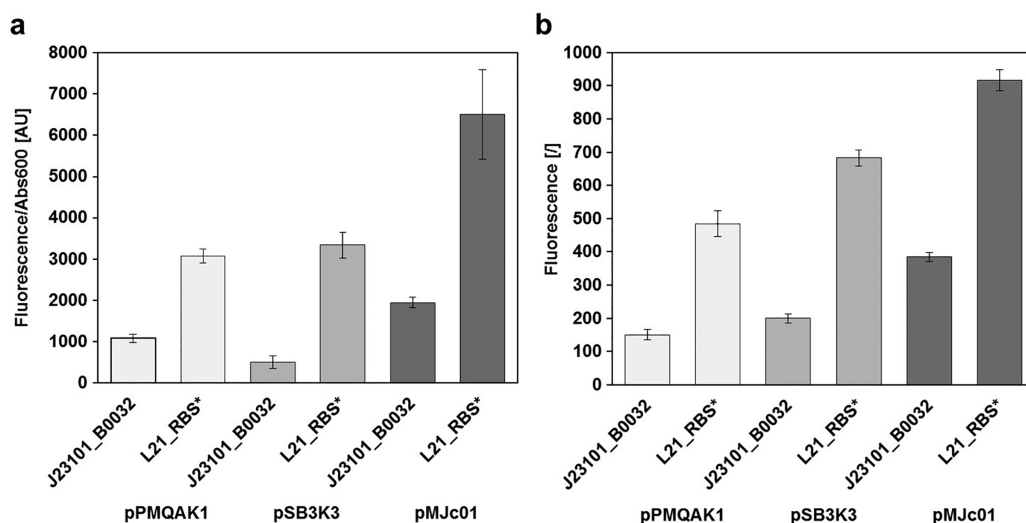 a
Fluorescence/Abs600 [AU]
8000
7000
6000
5000
4000
3000
2000
1000
0
J23101_B0032
L21_RBS*
J23101_B0032
L21_RBS*
J23101_B0032
L21_RBS*
pPMQAK1
pSB3K3
pMJc01
b
Fluorescence [/]
1000
900
800
700
600
500
400
300
200
100
0
J23101_B0032
L21_RBS*
J23101_B0032
L21_RBS*
J23101_B0032
L21_RBS*
pPMQAK1
pSB3K3
pMJc01